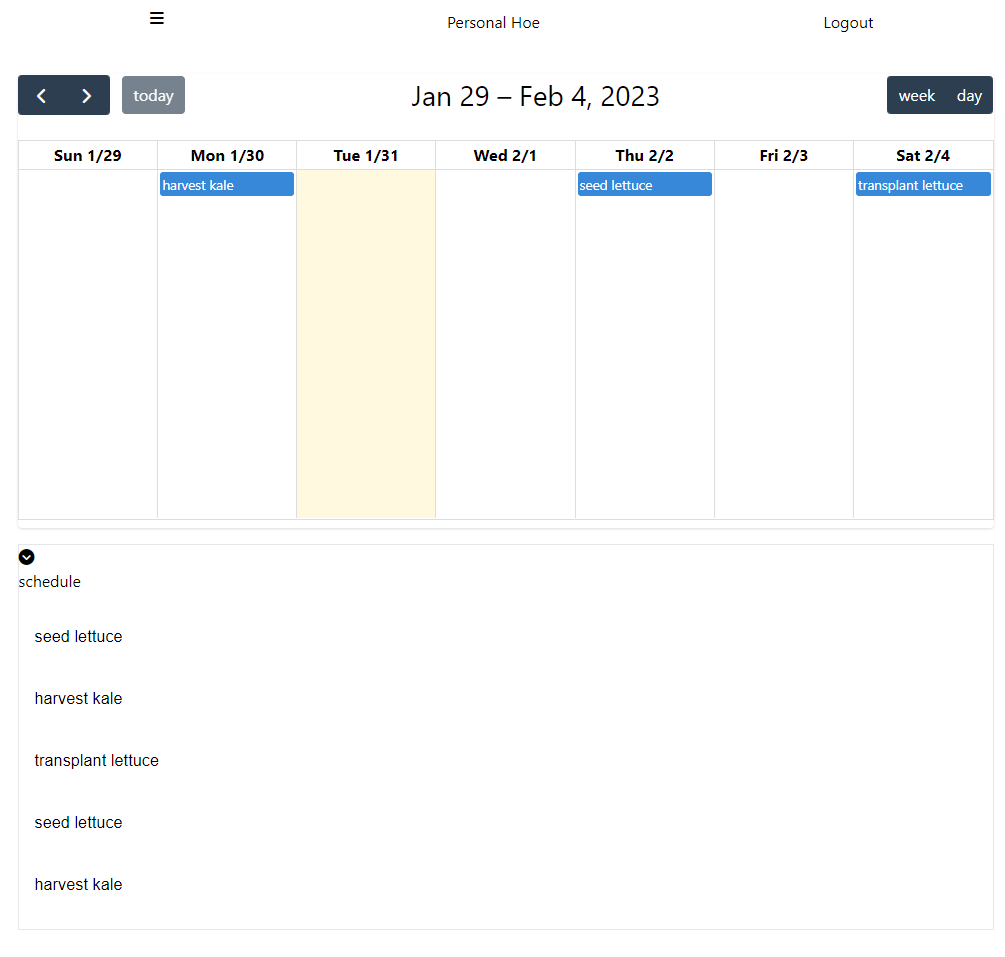 Personal Hoe Logout
today Jan 29 – Feb 4, 2023 week day
Sun 1/29 Mon 1/30 Tue 1/31 Wed 2/1 Thu 2/2 Fri 2/3 Sat 2/4
harvest kale seed lettuce transplant lettuce
schedule
seed lettuce
harvest kale
transplant lettuce
seed lettuce
harvest kale